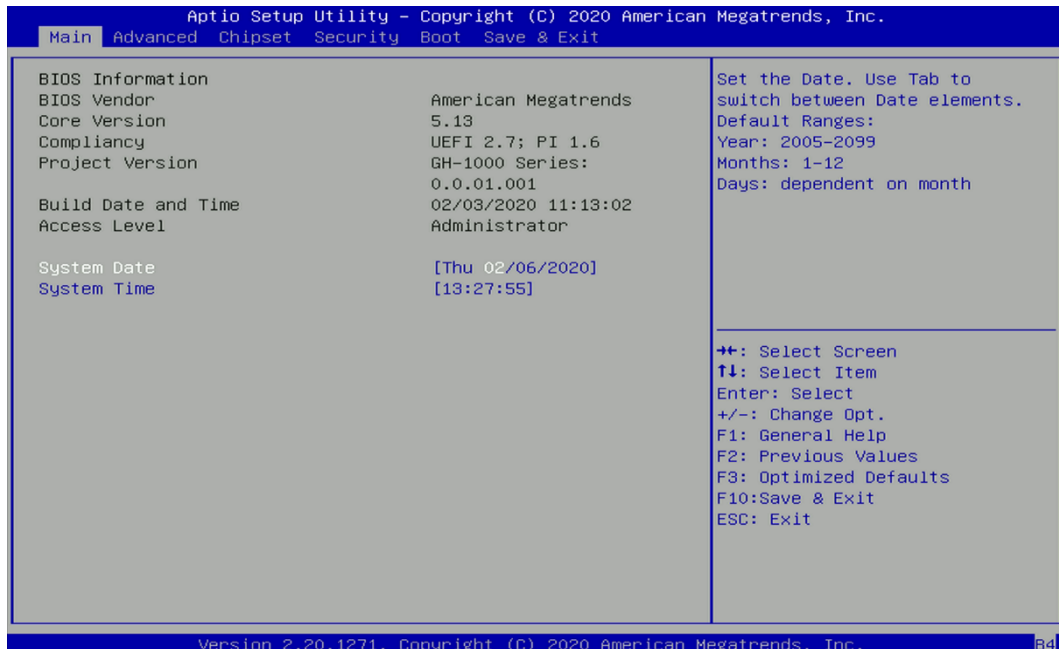 Aptio Setup Utility – Copyright (C) 2020 American Megatrends, Inc.
Main Advanced Chipset Security Boot Save & Exit
BIOS Information
BIOS Vendor American Megatrends
Core Version 5.13
Compliancy UEFI 2.7; PI 1.6
Project Version GH-1000 Series:
0.0.01.001
Build Date and Time 02/03/2020 11:13:02
Access Level Administrator
System Date [Thu 02/06/2020]
System Time [13:27:55]
Set the Date. Use Tab to
switch between Date elements.
Default Ranges:
Year: 2005-2099
Months: 1-12
Days: dependent on month
→←: Select Screen
↑↓: Select Item
Enter: Select
+/-: Change Opt.
F1: General Help
F2: Previous Values
F3: Optimized Defaults
F10:Save & Exit
ESC: Exit
Version 2.20.1271. Copyright (C) 2020 American Megatrends, Inc.
B4